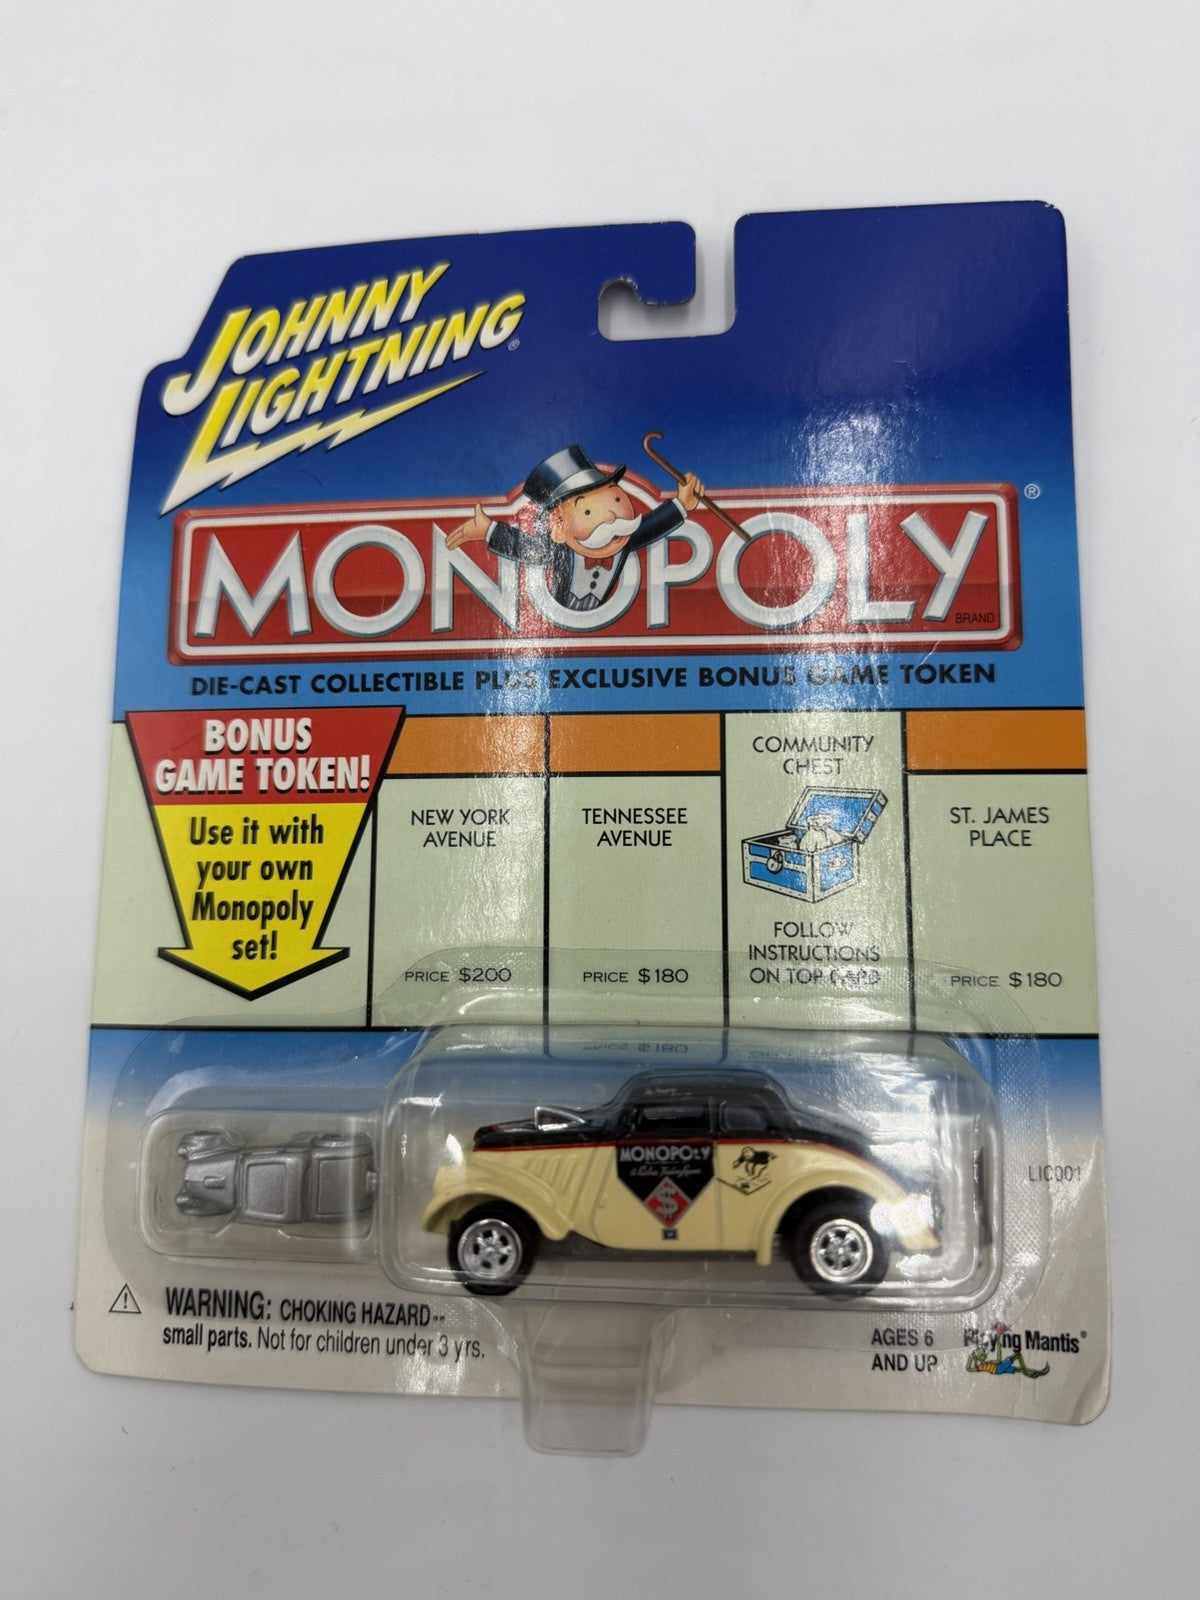 JOHNNY
LIGHTNING®
MONOPOLY®
BRAND
DIE-CAST COLLECTIBLE PLUS EXCLUSIVE BONUS GAME TOKEN
BONUS
GAME TOKEN!
Use it with
your own
Monopoly
set!
NEW YORK
AVENUE
PRICE $200
TENNESSEE
AVENUE
PRICE $180
COMMUNITY
CHEST
FOLLOW
INSTRUCTIONS
ON TOP CARD
ST. JAMES
PLACE
PRICE $180
MONOPOLY
$
LIC001
WARNING: CHOKING HAZARD--
small parts. Not for children under 3 yrs.
AGES 6
AND UP
Playing Mantis®